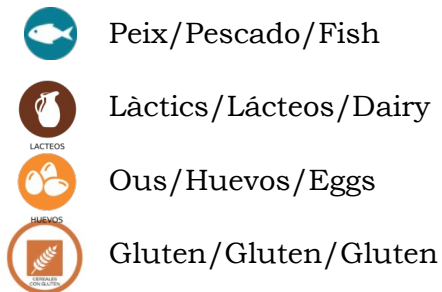 Peix/Pescado/Fish
Làctics/Lácteos/Dairy
LACTEOS
Ous/Huevos/Eggs
HUEVOS
Gluten/Gluten/Gluten
CEREALES
CON GLUTEN